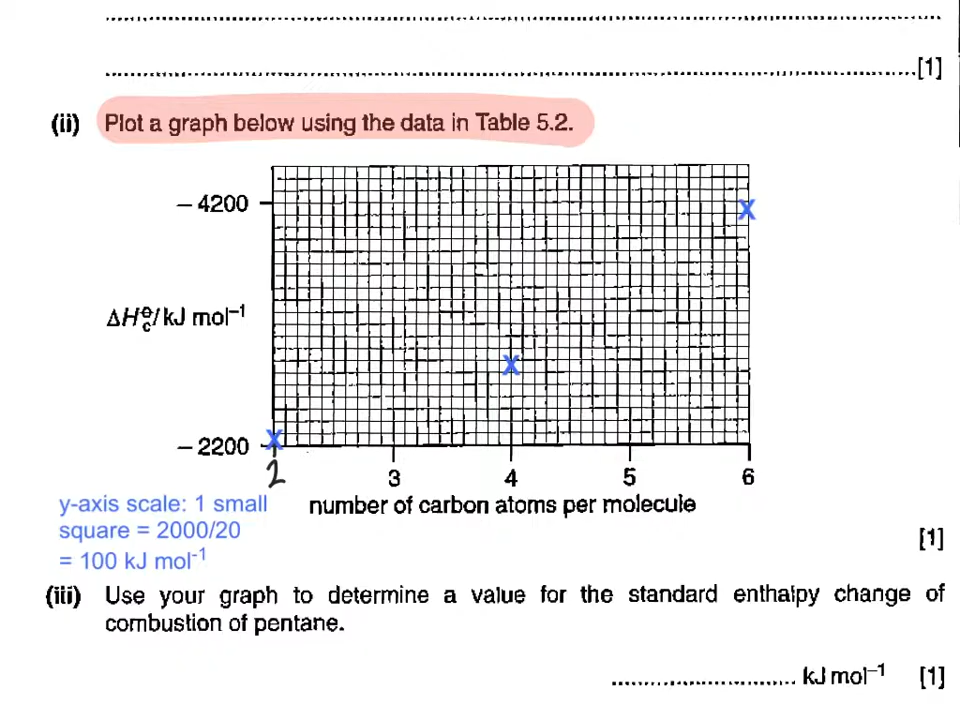 [1]
(ii) Plot a graph below using the data in Table 5.2.
– 4200
x
ΔH⦵c/kJ mol–1
x
– 2200
x
2 3 4 5 6
number of carbon atoms per molecule
y-axis scale: 1 small
square = 2000/20
= 100 kJ mol-1
[1]
(iii) Use your graph to determine a value for the standard enthalpy change of
combustion of pentane.
kJ mol–1 [1]